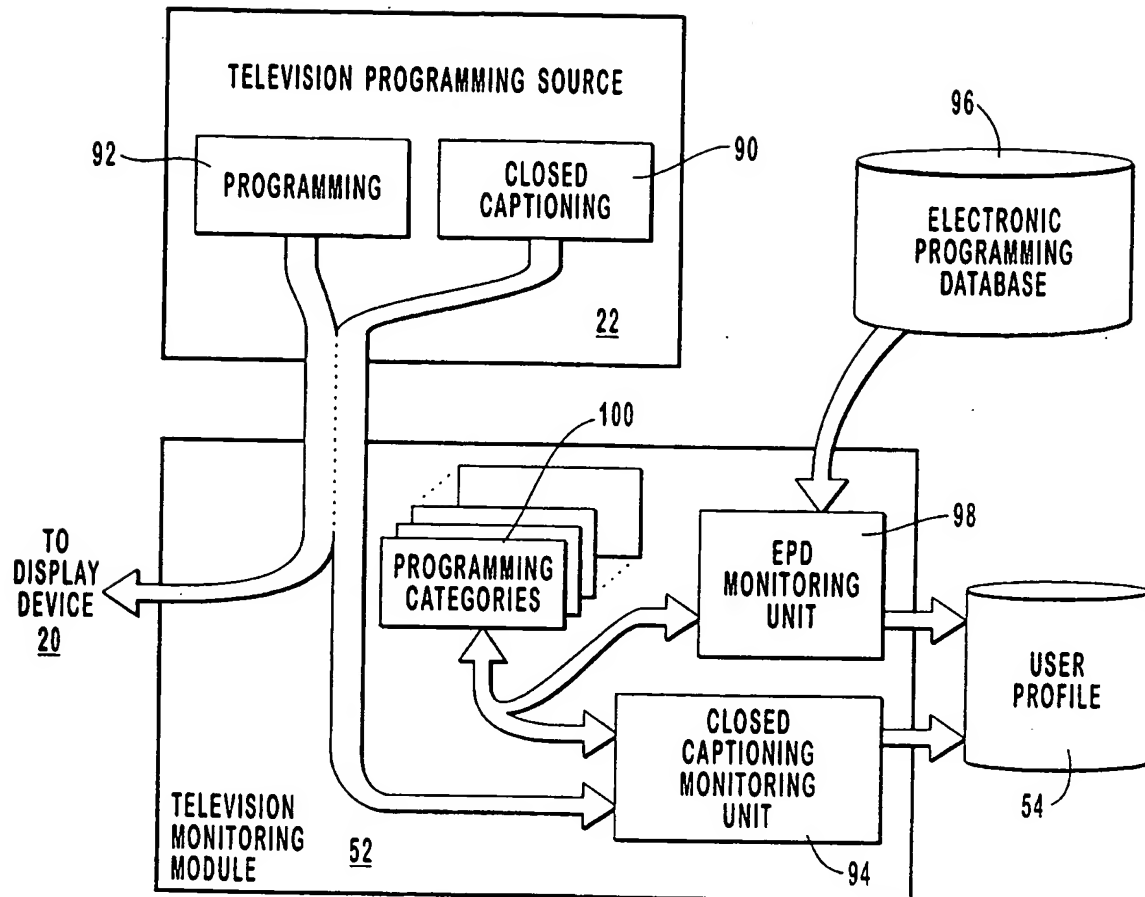 TELEVISION PROGRAMMING SOURCE
92
PROGRAMMING
CLOSED
CAPTIONING
90
22
96
ELECTRONIC
PROGRAMMING
DATABASE
100
PROGRAMMING
CATEGORIES
TO
DISPLAY
DEVICE
20
EPD
MONITORING
UNIT
98
CLOSED
CAPTIONING
MONITORING
UNIT
94
USER
PROFILE
54
TELEVISION
MONITORING
MODULE
52